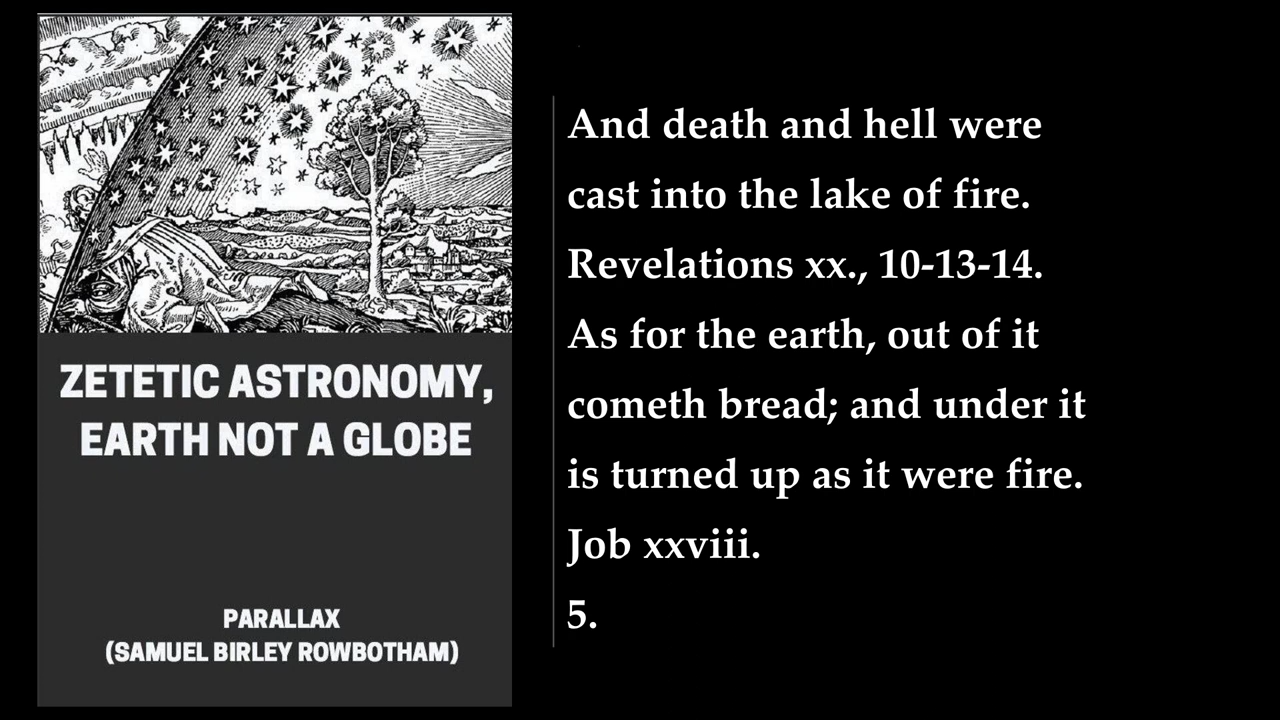 ZETETIC ASTRONOMY,
EARTH NOT A GLOBE
PARALLAX
(SAMUEL BIRLEY ROWBOTHAM)
And death and hell were
cast into the lake of fire.
Revelations xx., 10-13-14.
As for the earth, out of it
cometh bread; and under it
is turned up as it were fire.
Job xxviii.
5.